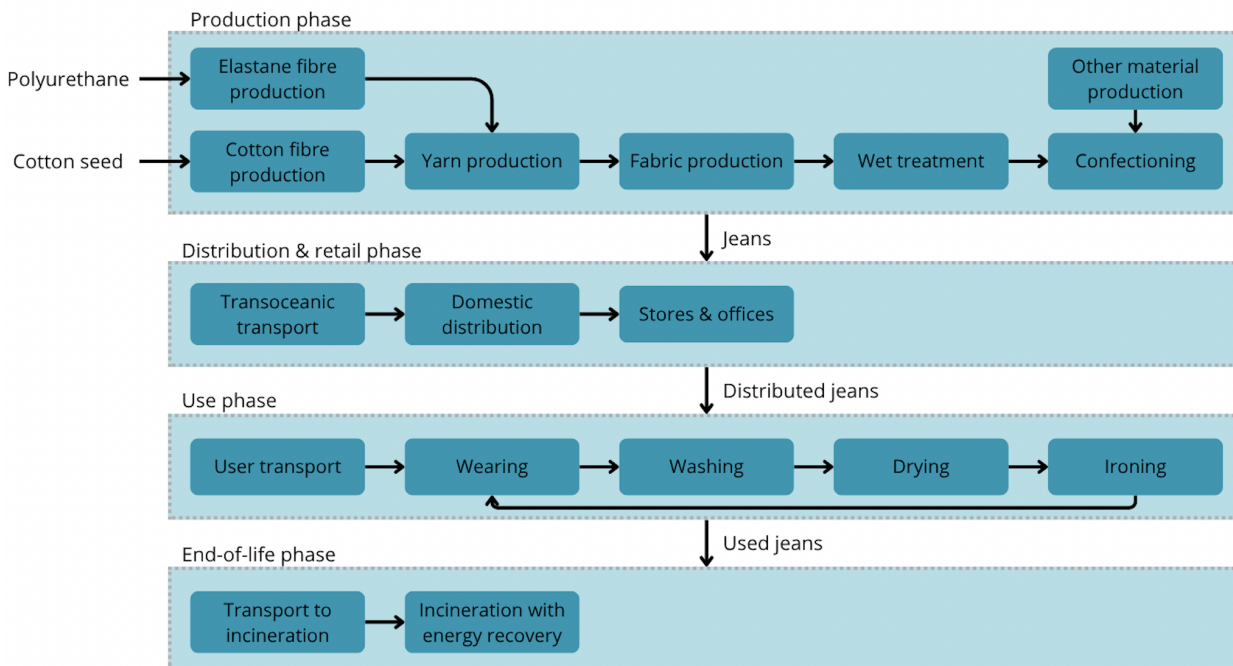 Production phase
Polyurethane
Elastane fibre
production
Other material
production
Cotton seed
Cotton fibre
production
Yarn production
Fabric production
Wet treatment
Confectioning
Jeans
Distribution & retail phase
Transoceanic
transport
Domestic
distribution
Stores & offices
Distributed jeans
Use phase
User transport
Wearing
Washing
Drying
Ironing
Used jeans
End-of-life phase
Transport to
incineration
Incineration with
energy recovery